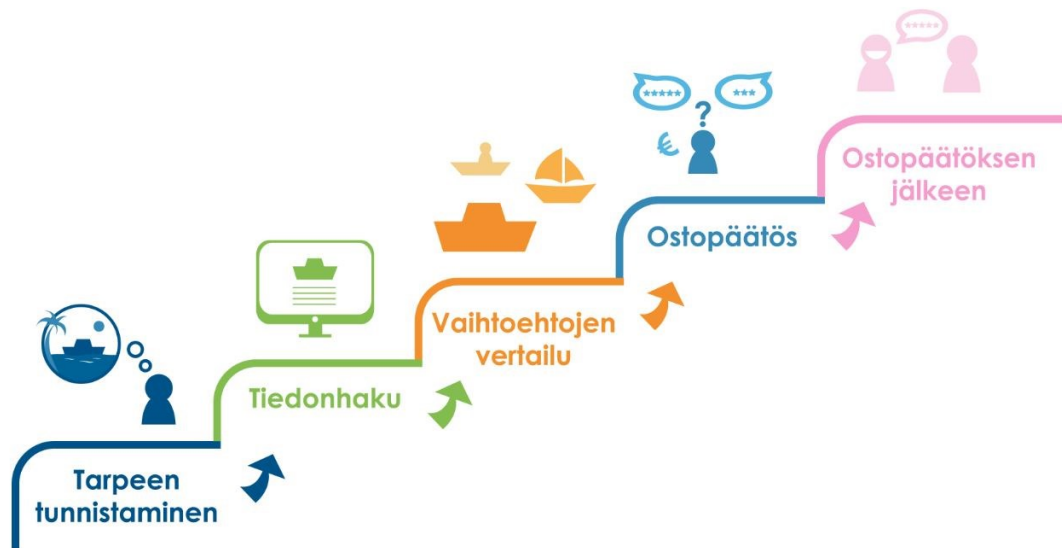 Tarpeen
tunnistaminen
Tiedonhaku
Vaihtoehtojen
vertailu
€
?
Ostopäätös
Ostopäätöksen
jälkeen